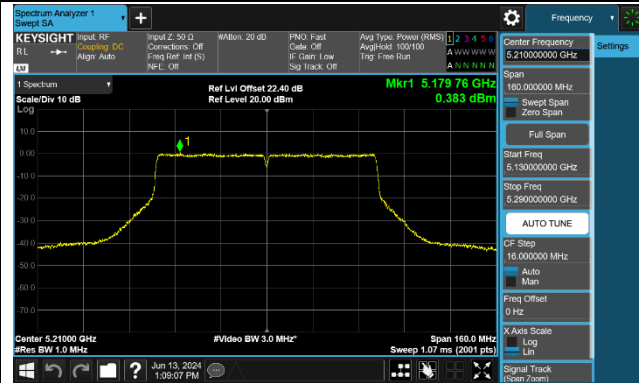 Spectrum Analyzer 1
Swept SA
Frequency
KEYSIGHT
RL
LXI
Input: RF
Coupling: DC
Align: Auto
Input Z: 50 Ω
Corrections: Off
Freq Ref: Int (S)
NFE: Off
#Atten: 20 dB
PNO: Fast
Gate: Off
IF Gain: Low
Sig Track: Off
Avg Type: Power (RMS)
Avg|Hold: 100/100
Trig: Free Run
1 2 3 4 5 6
A W W W W W
A N N N N N
1 Spectrum
Scale/Div 10 dB
Log
Ref Lvl Offset 22.40 dB
Ref Level 20.00 dBm
Mkr1 5.179 76 GHz
0.383 dBm
10.0
0.00
-10.0
-20.0
-30.0
-40.0
-50.0
-60.0
-70.0
1
Center 5.21000 GHz
#Res BW 1.0 MHz
#Video BW 3.0 MHz*
Span 160.0 MHz
Sweep 1.07 ms (2001 pts)
Jun 13, 2024
1:09:07 PM
Center Frequency
5.210000000 GHz
Settings
Span
160.000000 MHz
Swept Span
Zero Span
Full Span
Start Freq
5.130000000 GHz
Stop Freq
5.290000000 GHz
AUTO TUNE
CF Step
16.000000 MHz
Auto
Man
Freq Offset
0 Hz
X Axis Scale
Log
Lin
Signal Track
(Span Zoom)